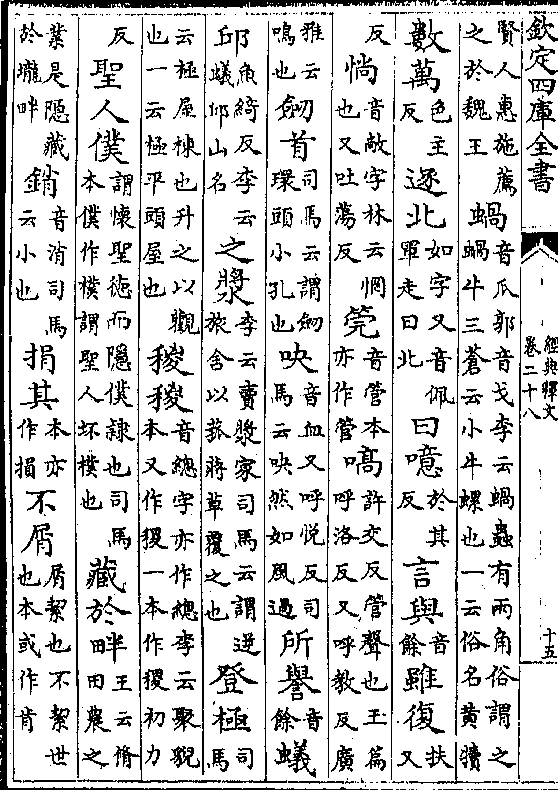 欽定四庫全書
經典釋文
卷二十八
十五
賢人惠施薦之於魏王蝸音瓜郭音戈李云蝸蟲有兩角俗謂之蝸牛三蒼云小牛螺也一云俗名黄犢
數萬色主反逐北如字又音佩軍走曰北曰噫於其反言與音餘雖復扶又
反惝音敞字林云惘也又吐蕩反筦音管本亦作管嗃許交反管聲也玉篇呼洛反又呼教反廣
雅云鳴也劒首司馬云謂劒環頭小孔也吷音血又呼悦反司馬云吷然如風過所譽音餘蟻
邱魚綺反李云蟻邱山名之漿李云賣漿家司馬云謂逆旅舍以菰蔣草覆之也登極司馬
云極屋棟也升之以觀也一云極平頭屋也稯稯音總字亦作總李云聚貌本又作稷一本作稷初力
反聖人僕謂懷聖德而隱僕隸也司馬本僕作樸謂聖人坯樸也藏於畔王云脩田農之
業是隱藏於壠畔銷音消司馬云小也捐其本亦作損不屑屑絜也不絜世也本或作肯